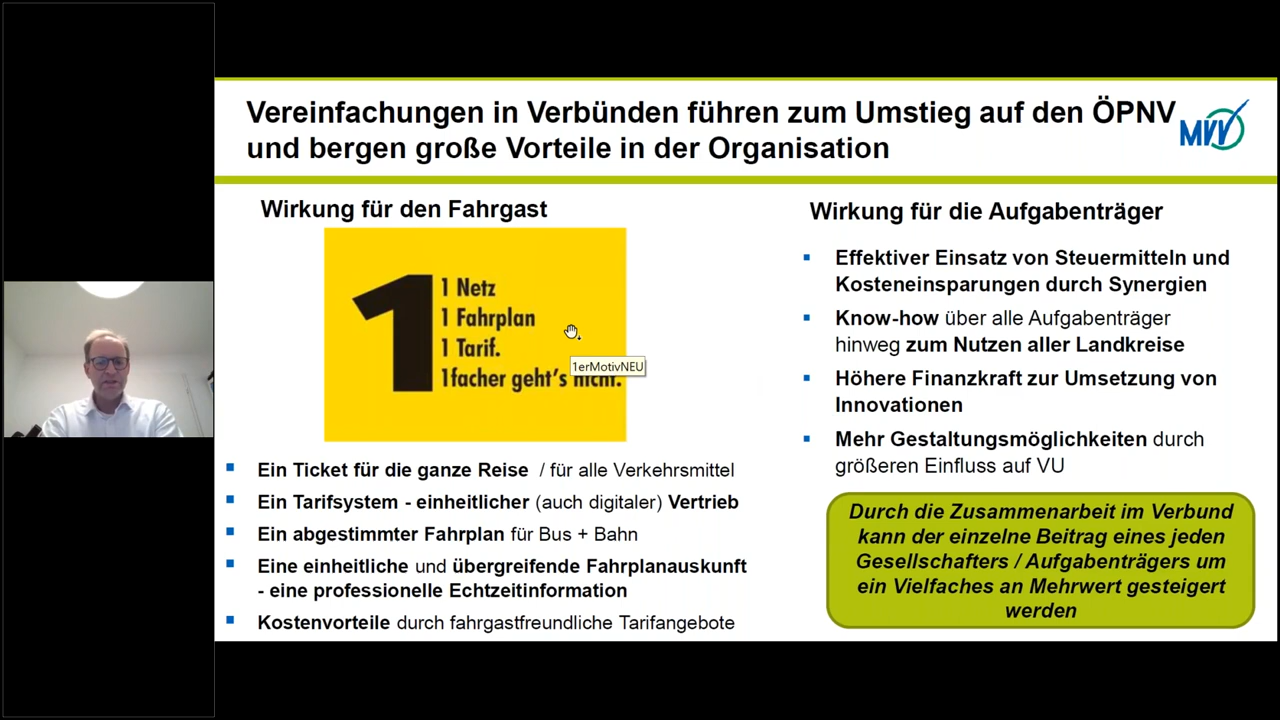 Vereinfachungen in Verbünden führen zum Umstieg auf den ÖPNV
und bergen große Vorteile in der Organisation
MVV
Wirkung für den Fahrgast
1
1 Netz
1 Fahrplan
1 Tarif.
1facher geht's nicht.
1erMotivNEU
Ein Ticket für die ganze Reise / für alle Verkehrsmittel
Ein Tarifsystem - einheitlicher (auch digitaler) Vertrieb
Ein abgestimmter Fahrplan für Bus + Bahn
Eine einheitliche und übergreifende Fahrplanauskunft
- eine professionelle Echtzeitinformation
Kostenvorteile durch fahrgastfreundliche Tarifangebote
Wirkung für die Aufgabenträger
Effektiver Einsatz von Steuermitteln und
Kosteneinsparungen durch Synergien
Know-how über alle Aufgabenträger
hinweg zum Nutzen aller Landkreise
Höhere Finanzkraft zur Umsetzung von
Innovationen
Mehr Gestaltungsmöglichkeiten durch
größeren Einfluss auf VU
Durch die Zusammenarbeit im Verbund
kann der einzelne Beitrag eines jeden
Gesellschafters / Aufgabenträgers um
ein Vielfaches an Mehrwert gesteigert
werden